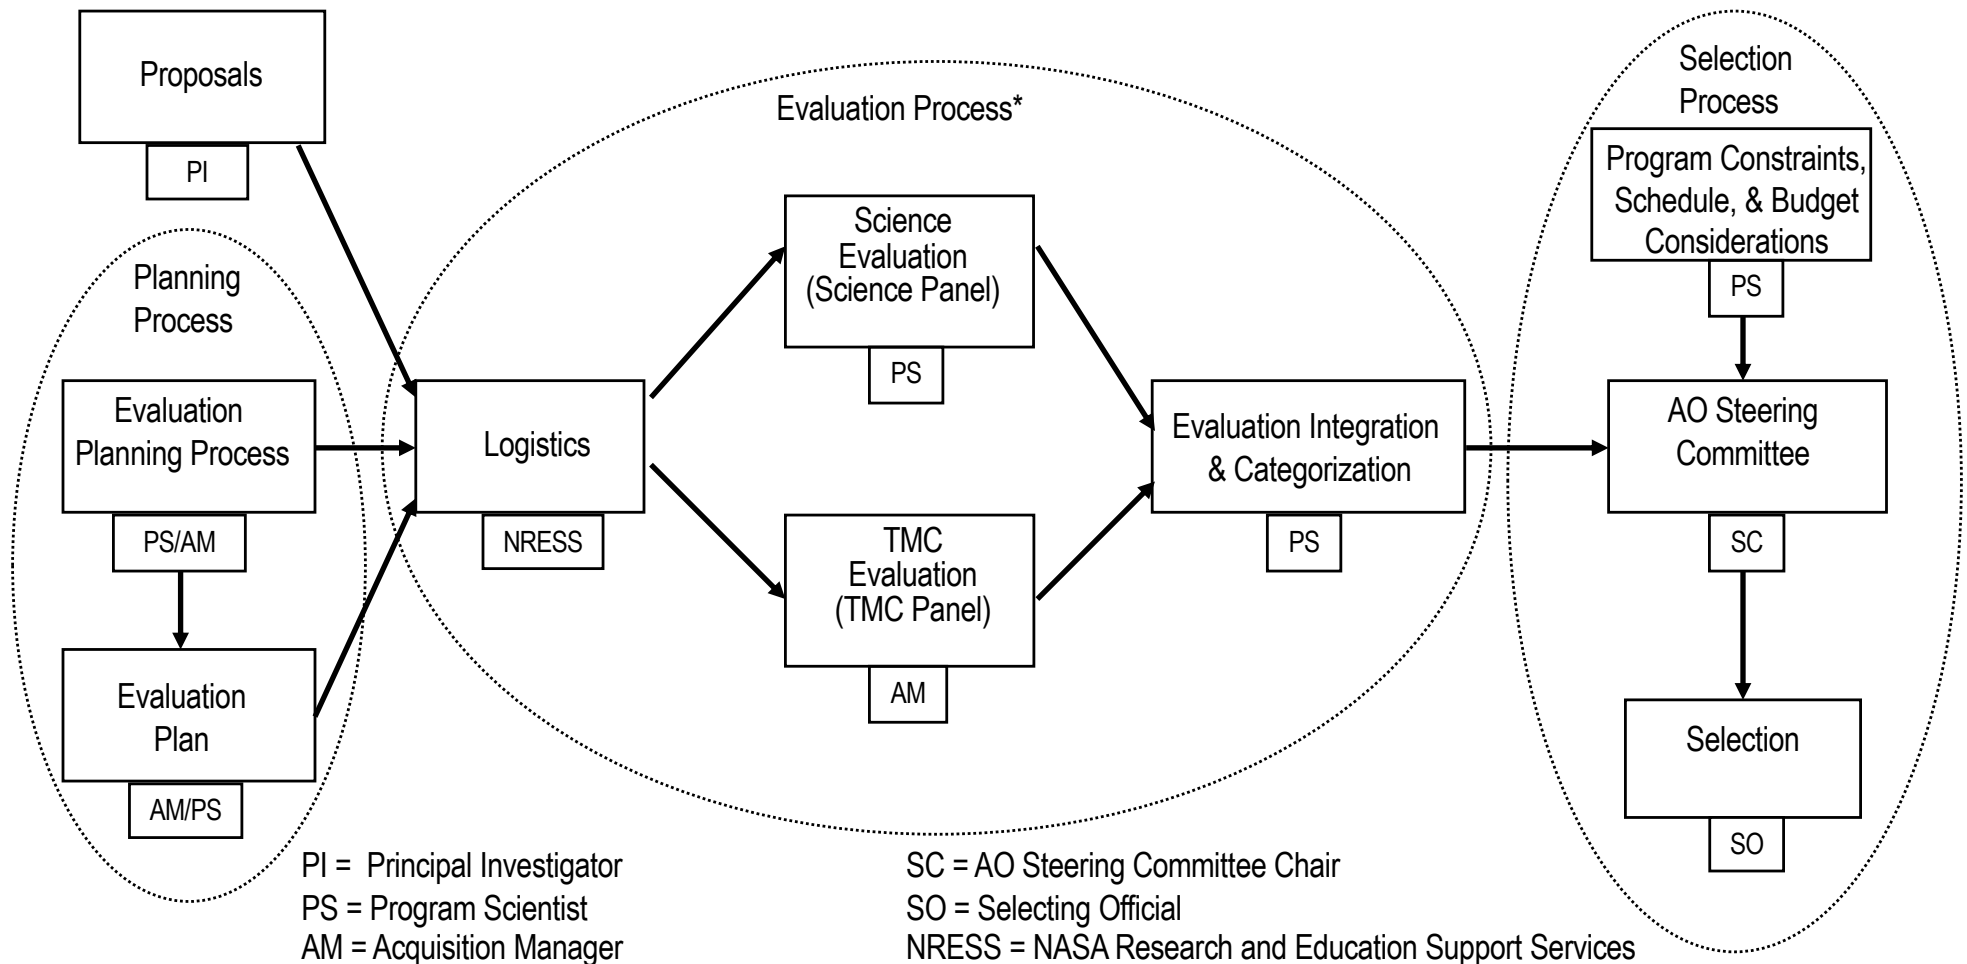 Proposals
PI
Planning
Process
Evaluation
Planning Process
PS/AM
Evaluation
Plan
AM/PS
Evaluation Process*
Logistics
NRESS
Science
Evaluation
(Science Panel)
PS
TMC
Evaluation
(TMC Panel)
AM
Evaluation Integration
& Categorization
PS
Selection
Process
Program Constraints,
Schedule, & Budget
Considerations
PS
AO Steering
Committee
SC
Selection
SO
PI = Principal Investigator
PS = Program Scientist
AM = Acquisition Manager
SC = AO Steering Committee Chair
SO = Selecting Official
NRESS = NASA Research and Education Support Services